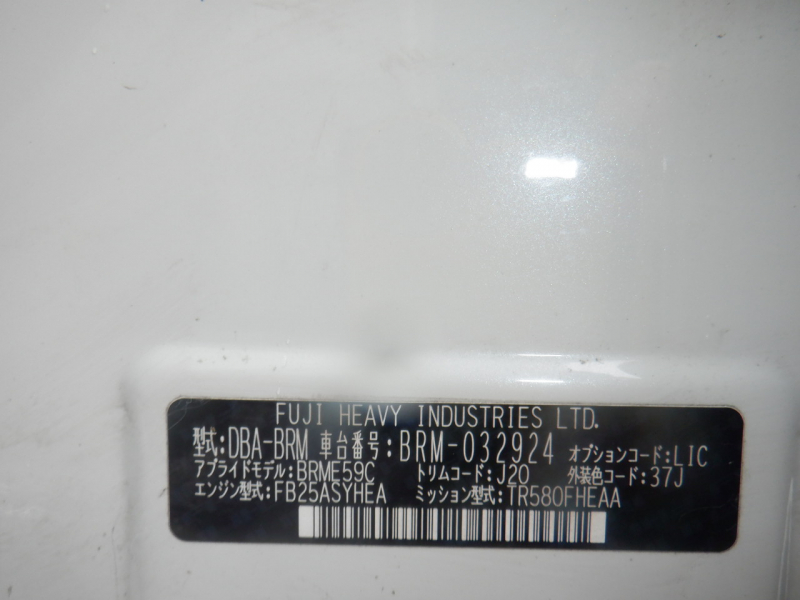 FUJI HEAVY INDUSTRIES LTD.
型式:DBA-BRM 車台番号:BRM-032924 オプションコード:LIC
アプライドモデル:BRME59C トリムコード:J20 外装色コード:37J
エンジン型式:FB25ASYHEA ミッション型式:TR580FHEAA